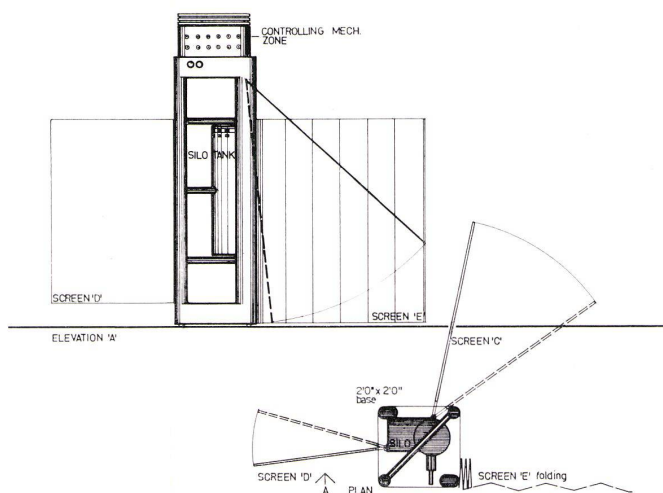 CONTROLLING MECH.
ZONE
SILO TANK
SCREEN 'D'
SCREEN 'E'
ELEVATION 'A'
SCREEN 'C'
2'0" x 2'0"
base
SILO
SCREEN 'D'
A
PLAN
SCREEN 'E' folding